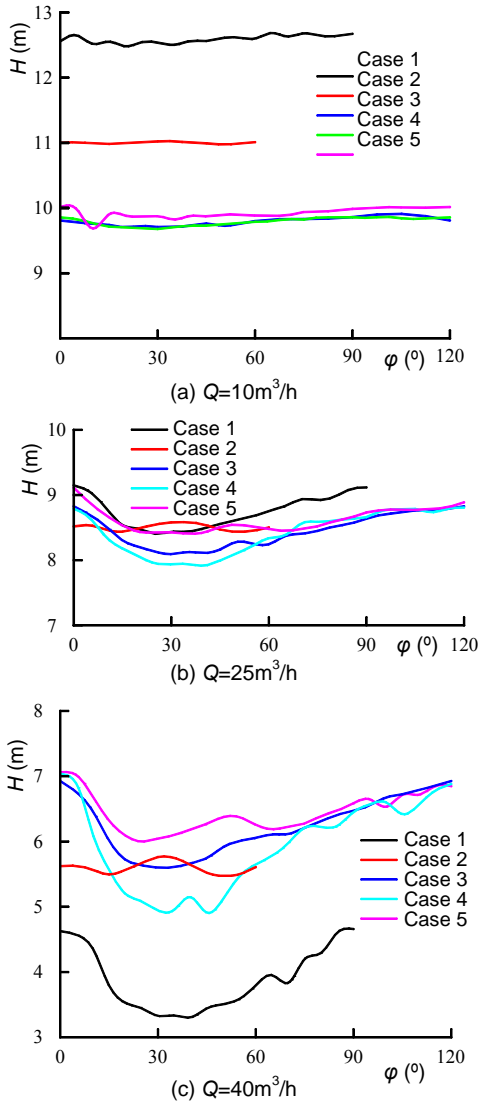 13
H (m)
12
11
10
9
Case 1
Case 2
Case 3
Case 4
Case 5
0 30 60 90 120
φ (º)
(a) Q=10m³/h
10
H (m)
9
8
7
Case 1
Case 2
Case 3
Case 4
Case 5
0 30 60 90 120
φ (º)
(b) Q=25m³/h
8
H (m)
7
6
5
4
3
Case 1
Case 2
Case 3
Case 4
Case 5
0 30 60 90 120
φ (º)
(c) Q=40m³/h